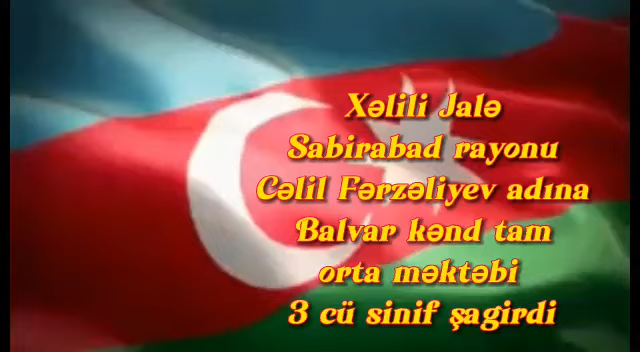 Xəlili Jalə
Sabirabad rayonu
Cəlil Fərzəliyev adına
Balvar kənd tam
orta məktəbi
3 cü sinif şagirdi